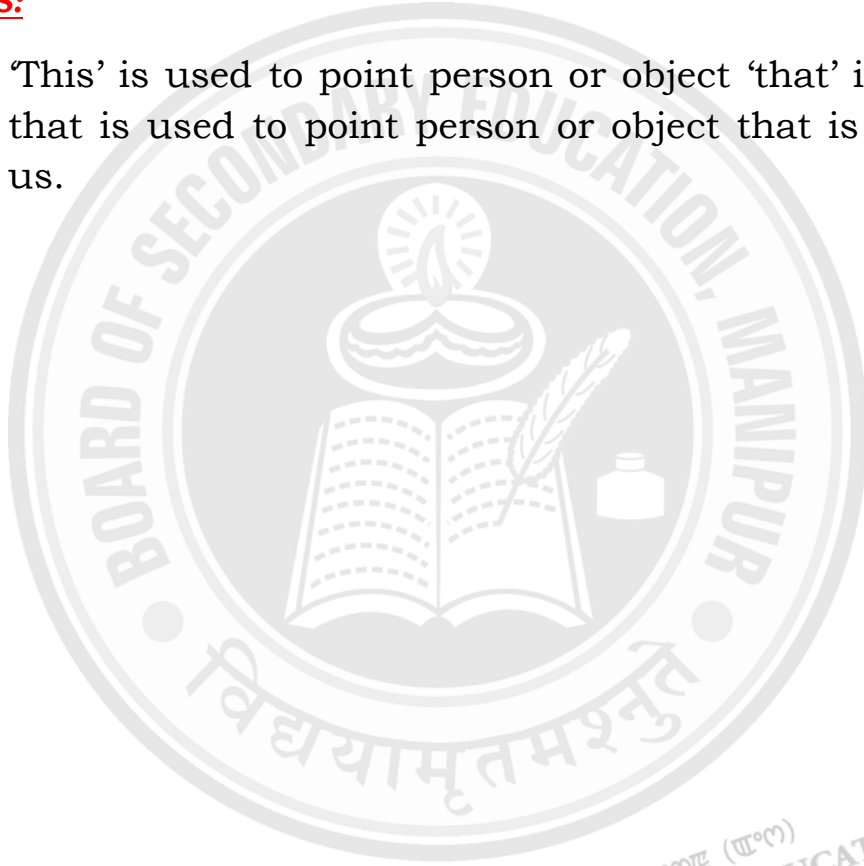 s:
‘This’ is used to point person or object ‘that’ i
that is used to point person or object that is
us.
BOARD OF SECONDARY EDUCATION, MANIPUR
विद्ययामृतमश्नुते